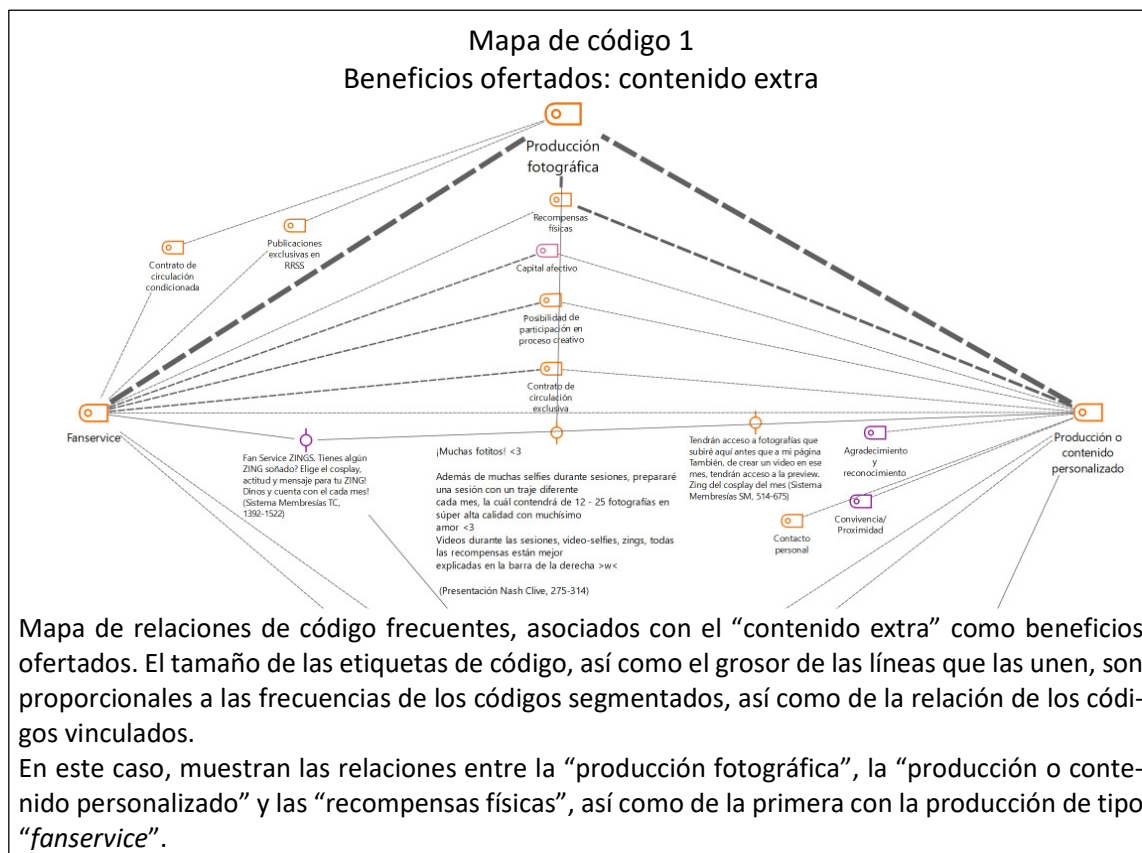 Mapa de código 1
Beneficios ofertados: contenido extra
Producción
fotográfica
Recompensas
físicas
Publicaciones
exclusivas en
RRSS
Contrato de
circulación
condicionada
Capital afectivo
Posibilidad de
participación en
proceso creativo
Contrato de
circulación
exclusiva
Fanservice
Producción o
contenido
personalizado
Fan Service ZINGS. Tienes algún
ZING soñado? Elige el cosplay,
actitud y mensaje para tu ZING!
Dinos y cuenta con el cada mes!
(Sistema Membresías TC,
1392-1522)
¡Muchas fotitos! <3
Además de muchas selfies durante sesiones, prepararé
una sesión con un traje diferente
cada mes, la cuál contendrá de 12 - 25 fotografías en
súper alta calidad con muchísimo
amor <3
Videos durante las sesiones, video-selfies, zings, todas
las recompensas están mejor
explicadas en la barra de la derecha >w<
(Presentación Nash Clive, 275-314)
Tendrán acceso a fotografías que
subiré aquí antes que a mi página
También, de crear un video en ese
mes, tendrán acceso a la preview.
Zing del cosplay del mes (Sistema
Membresías SM, 514-675)
Agradecimiento
y
reconocimiento
Convivencia/
Proximidad
Contacto
personal
Mapa de relaciones de código frecuentes, asociados con el “contenido extra” como beneficios
ofertados. El tamaño de las etiquetas de código, así como el grosor de las líneas que las unen, son
proporcionales a las frecuencias de los códigos segmentados, así como de la relación de los códi-
gos vinculados.
En este caso, muestran las relaciones entre la “producción fotográfica”, la “producción o conte-
nido personalizado” y las “recompensas físicas”, así como de la primera con la producción de tipo
“fanservice”.